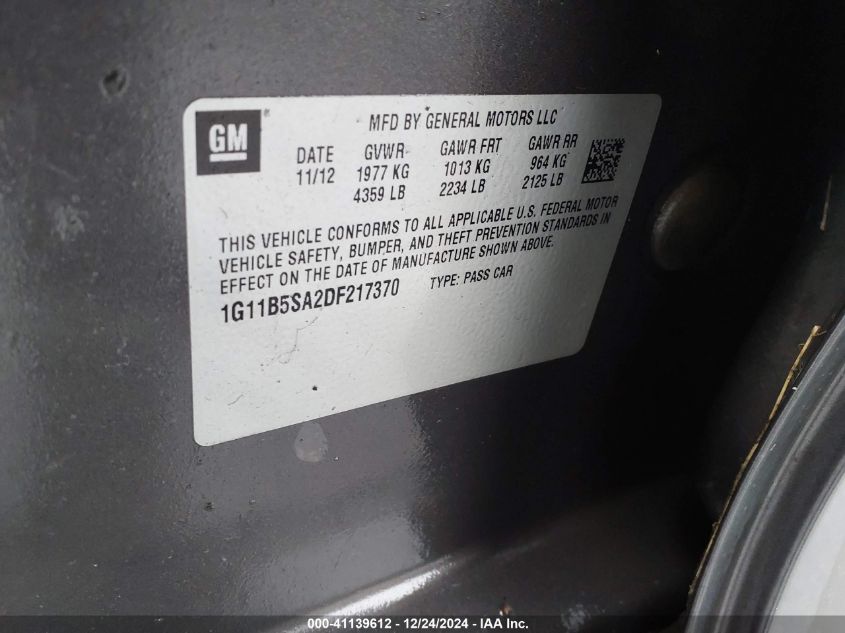 GM
MFD BY GENERAL MOTORS LLC
DATE GVWR GAWR FRT GAWR RR
11/12 1977 KG 1013 KG 964 KG
4359 LB 2234 LB 2125 LB
THIS VEHICLE CONFORMS TO ALL APPLICABLE U.S. FEDERAL MOTOR
VEHICLE SAFETY, BUMPER, AND THEFT PREVENTION STANDARDS IN
EFFECT ON THE DATE OF MANUFACTURE SHOWN ABOVE.
1G11B5SA2DF217370 TYPE: PASS CAR
000-41139612 - 12/24/2024 - IAA Inc.